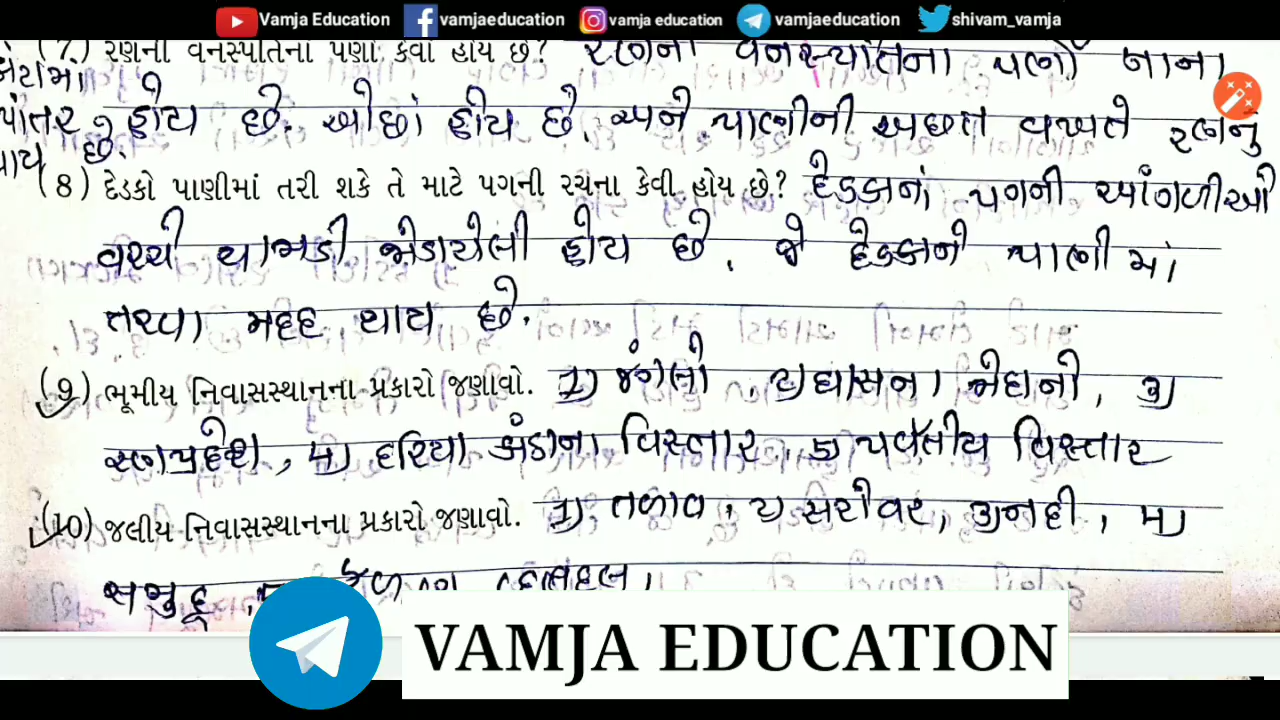 Vamja Education vamjaeducation vamja education vamjaeducation shivam_vamja
(7) રણની વનસ્પતિનાં પર્ણો કેવાં હોય છે? રણની વનસ્પતિના પર્ણો નાના
હોય છે. ઓછાં હોય છે. અને પાણીની અછત વખતે રણનું
(8) દેડકો પાણીમાં તરી શકે તે માટે પગની રચના કેવી હોય છે? દેડકાનાં પગની આંગળીઓ
વચ્ચે ચામડી જોડાયેલી હોય છે. જે દેડકાને પાણીમાં
તરવા મદદ થાય છે.
(9) ભૂમીય નિવાસસ્થાનના પ્રકારો જણાવો. 1) જંગલો, 2) ઘાસના મેદાનો, 3)
રણપ્રદેશ, 4) દરિયા કાંઠાના વિસ્તાર, 5) પર્વતીય વિસ્તાર
(10) જલીય નિવાસસ્થાનના પ્રકારો જણાવો. 1) તળાવ, 2) સરોવર, 3) નદી, 4)
સમુદ્ર
VAMJA EDUCATION